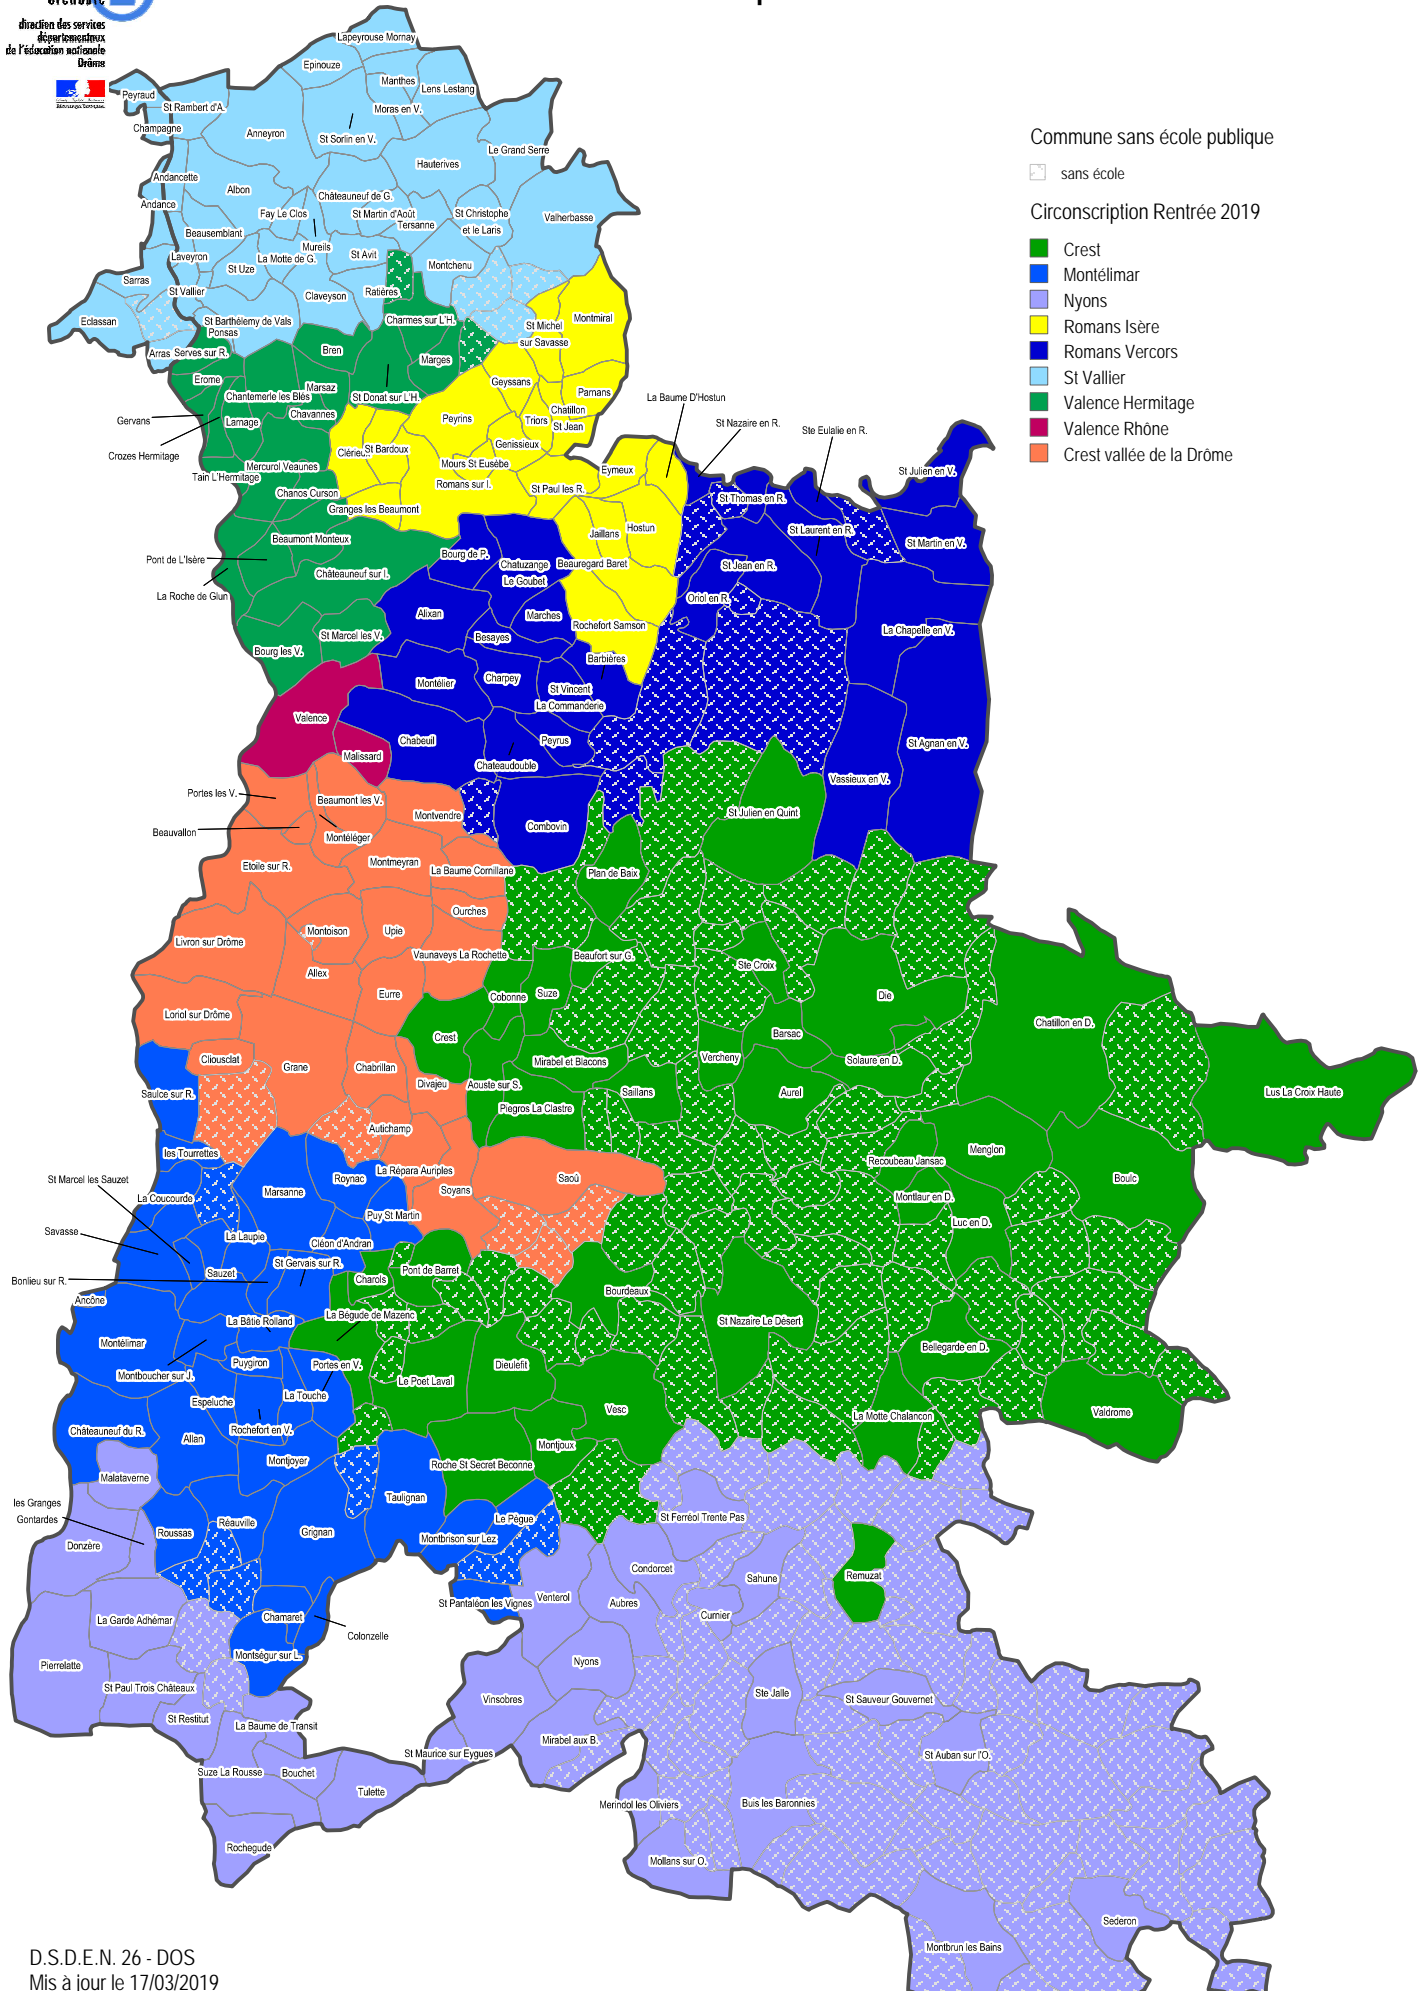 direction des services
départementaux
de l'éducation nationale
Drôme
Commune sans école publique
sans école
Circonscription Rentrée 2019
Crest
Montélimar
Nyons
Romans Isère
Romans Vercors
St Vallier
Valence Hermitage
Valence Rhône
Crest vallée de la Drôme
Lapeyrouse Mornay
Epinouze
Manthes
Lens Lestang
Peyraud
St Rambert d'A.
Moras en V.
Champagne
Anneyron
St Sorlin en V.
Le Grand Serre
Hauterives
Andancette
Albon
Châteauneuf de G.
Andance
Fay Le Clos
St Martin d'Août
St Christophe
et le Laris
Valherbasse
Tersanne
Beausemblant
Mureils
Laveyron
La Motte de G.
St Avit
St Uze
Montchenu
Sarras
St Vallier
Claveyson
Ratières
Eclassan
St Barthélemy de Vals
Ponsas
Charmes sur L'H.
St Michel
sur Savasse
Montmiral
Arras
Serves sur R.
Bren
Marges
Erome
Marsaz
Geyssans
Parnans
Chantemerle les Blés
St Donat sur L'H.
La Baume D'Hostun
Gervans
Larnage
Chavannes
Peyrins
Triors
Chatillon
St Jean
St Nazaire en R.
Ste Eulalie en R.
Crozes Hermitage
Clérieux
St Bardoux
Genissieux
Mercurol Veaunes
Mours St Eusèbe
Eymeux
St Julien en V.
Tain L'Hermitage
Romans sur I.
St Paul les R.
Chanos Curson
St Thomas en R.
Granges les Beaumont
Hostun
St Laurent en R.
Beaumont Monteux
Jaillans
St Martin en V.
Pont de L'Isère
Bourg de P.
Chatuzange
Le Goubet
Beauregard Baret
St Jean en R.
Châteauneuf sur I.
La Roche de Glun
Oriol en R.
Alixan
Marches
Rochefort Samson
La Chapelle en V.
St Marcel les V.
Besayes
Bourg les V.
Barbières
Montélier
Charpey
St Vincent
La Commanderie
Valence
Chabeuil
Peyrus
St Agnan en V.
Malissard
Chateaudouble
Vassieux en V.
Portes les V.
Beaumont les V.
Montvendre
St Julien en Quint
Beauvallon
Montéléger
Combovin
Etoile sur R.
Montmeyran
La Baume Cornillane
Plan de Baix
Ourches
Montoison
Upie
Livron sur Drôme
Vaunaveys La Rochette
Beaufort sur G.
Ste Croix
Allex
Eurre
Cobonne
Suze
Die
Loriol sur Drôme
Chatillon en D.
Crest
Barsac
Cliousclat
Grane
Chabrillan
Mirabel et Blacons
Vercheny
Solaure en D.
Divajeu
Aouste sur S.
Saulce sur R.
Saillans
Aurel
Lus La Croix Haute
Piegros La Clastre
Autichamp
les Tourrettes
La Répara Auriples
Menglon
Recoubeau Jansac
St Marcel les Sauzet
Roynac
Saoû
Boulc
La Coucourde
Marsanne
Soyans
Montlaur en D.
Puy St Martin
Luc en D.
Savasse
La Laupie
Cléon d'Andran
St Gervais sur R.
Sauzet
Pont de Barret
Bonlieu sur R.
Charols
Bourdeaux
Ancône
La Bâtie Rolland
La Bégude de Mazenc
St Nazaire Le Désert
Montélimar
Bellegarde en D.
Puygiron
Portes en V.
Dieulefit
Montboucher sur J.
Le Poet Laval
La Touche
Espeluche
Vesc
Valdrome
La Motte Chalancon
Châteauneuf du R.
Allan
Rochefort en V.
Montjoux
Montjoyer
Roche St Secret Beconne
Malataverne
Taulignan
les Granges
Gontardes
Le Pègue
St Ferréol Trente Pas
Réauville
Roussas
Grignan
Montbrison sur Lez
Donzère
Condorcet
Remuzat
Sahune
Venterol
Aubres
St Pantaléon les Vignes
La Garde Adhémar
Chamaret
Curnier
Colonzelle
Montségur sur L.
Pierrelatte
Nyons
St Paul Trois Châteaux
Ste Jalle
Vinsobres
St Sauveur Gouvernet
St Restitut
La Baume de Transit
Mirabel aux B.
St Maurice sur Eygues
St Auban sur l'O.
Suze La Rousse
Bouchet
Tulette
Merindol les Oliviers
Buis les Baronnies
Rochegude
Mollans sur O.
Sederon
Montbrun les Bains
D.S.D.E.N. 26 - DOS
Mis à jour le 17/03/2019